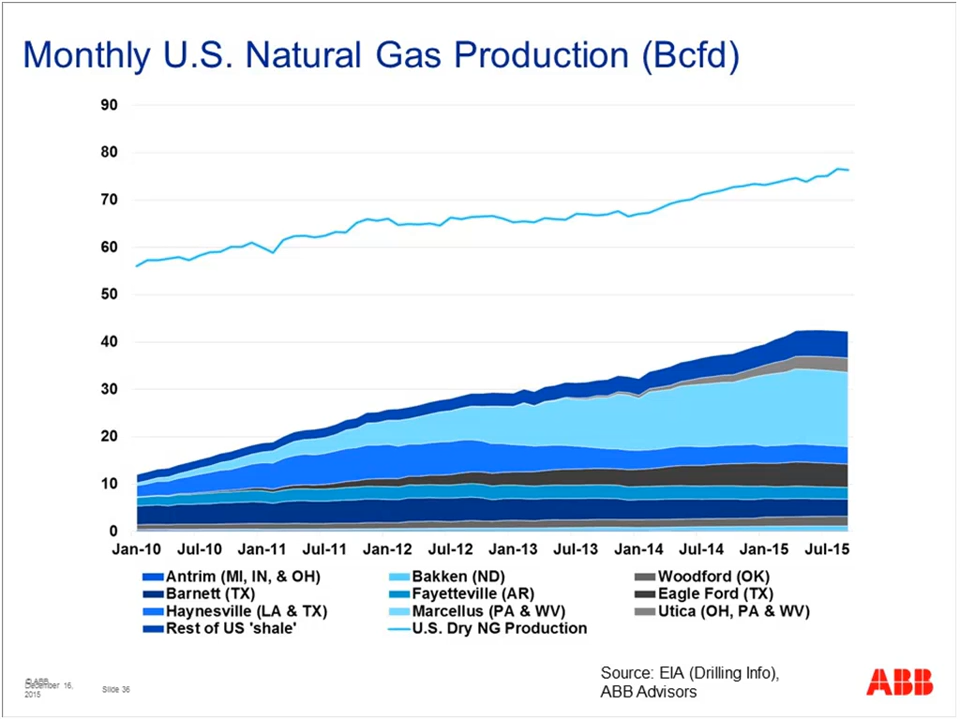 Monthly U.S. Natural Gas Production (Bcfd)
90
80
70
60
50
40
30
20
10
0
Jan-10 Jul-10 Jan-11 Jul-11 Jan-12 Jul-12 Jan-13 Jul-13 Jan-14 Jul-14 Jan-15 Jul-15
Antrim (MI, IN, & OH) Bakken (ND) Woodford (OK)
Barnett (TX) Fayetteville (AR) Eagle Ford (TX)
Haynesville (LA & TX) Marcellus (PA & WV) Utica (OH, PA & WV)
Rest of US 'shale' U.S. Dry NG Production
Source: EIA (Drilling Info),
ABB Advisors
© ABB
December 16,
2015
Slide 36
ABB